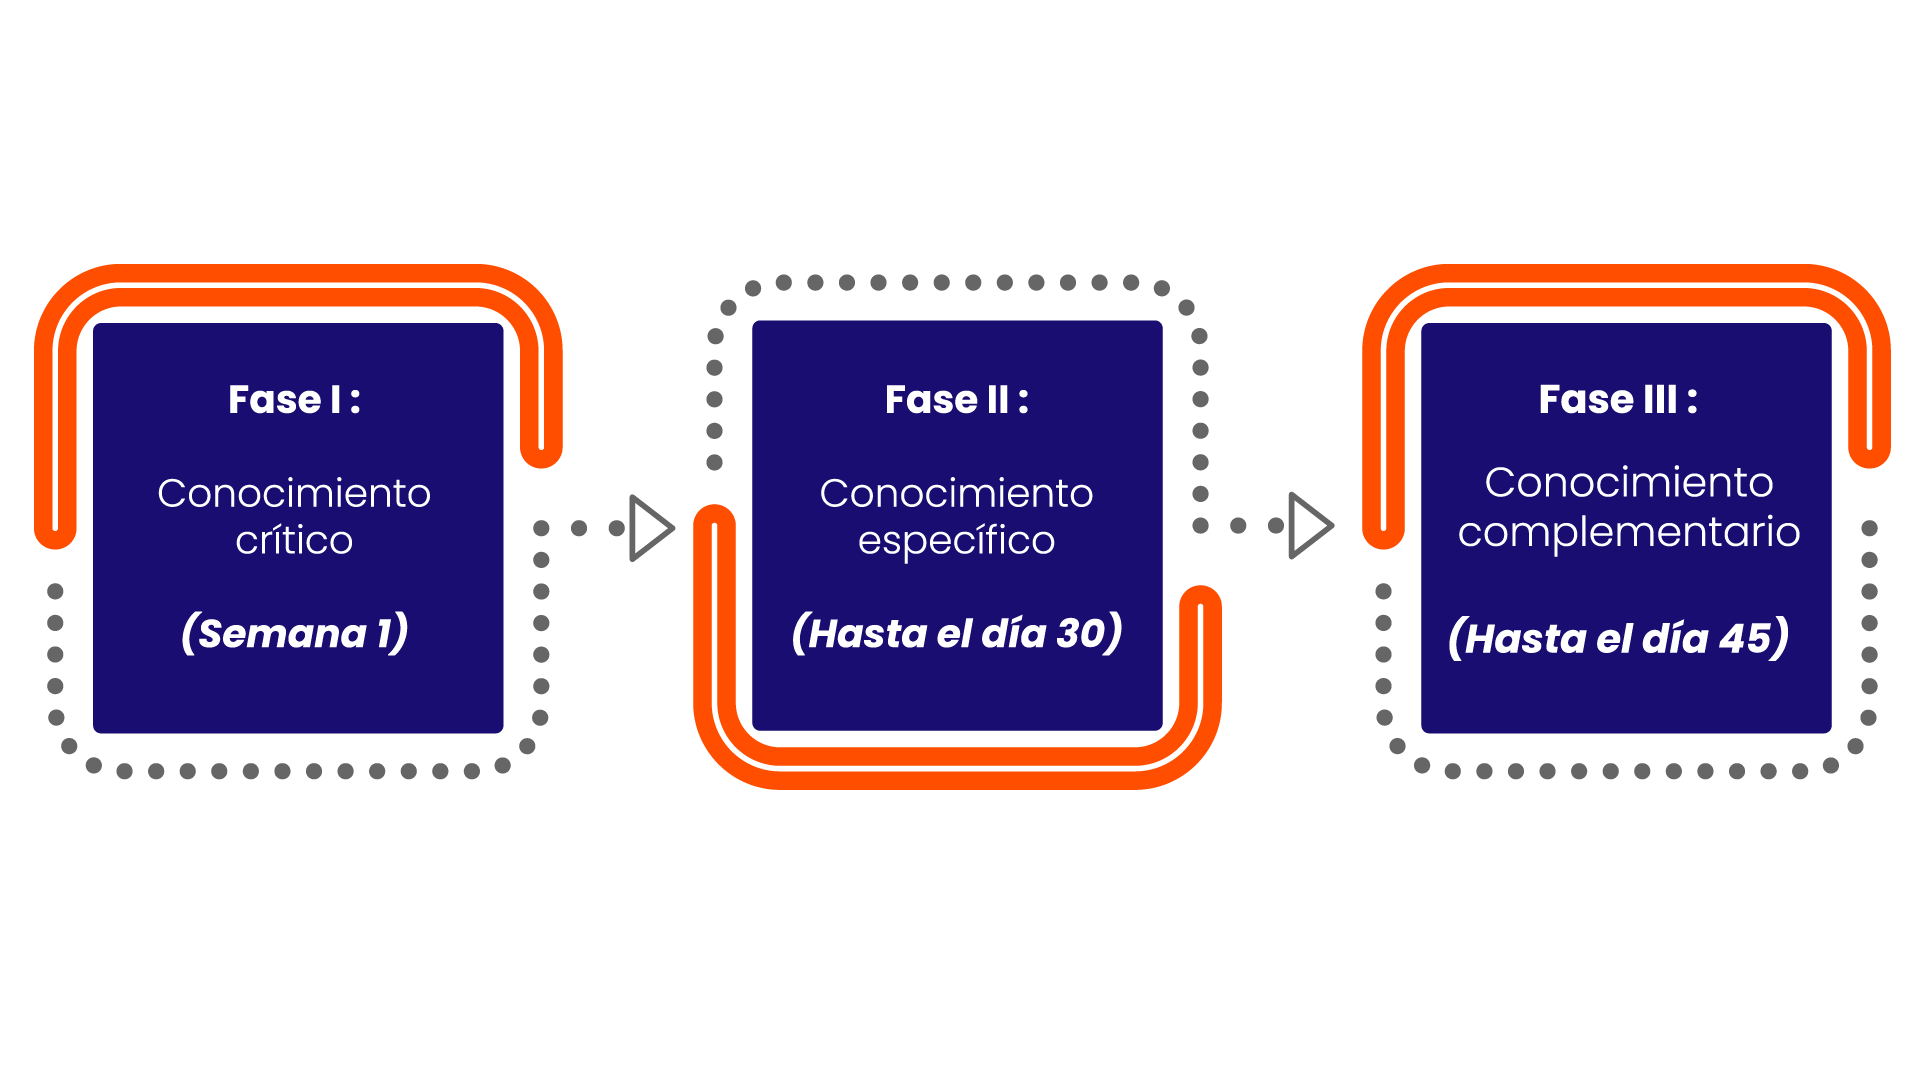 Fase I :
Conocimiento
crítico
(Semana 1)
Fase II :
Conocimiento
específico
(Hasta el día 30)
Fase III :
Conocimiento
complementario
(Hasta el día 45)